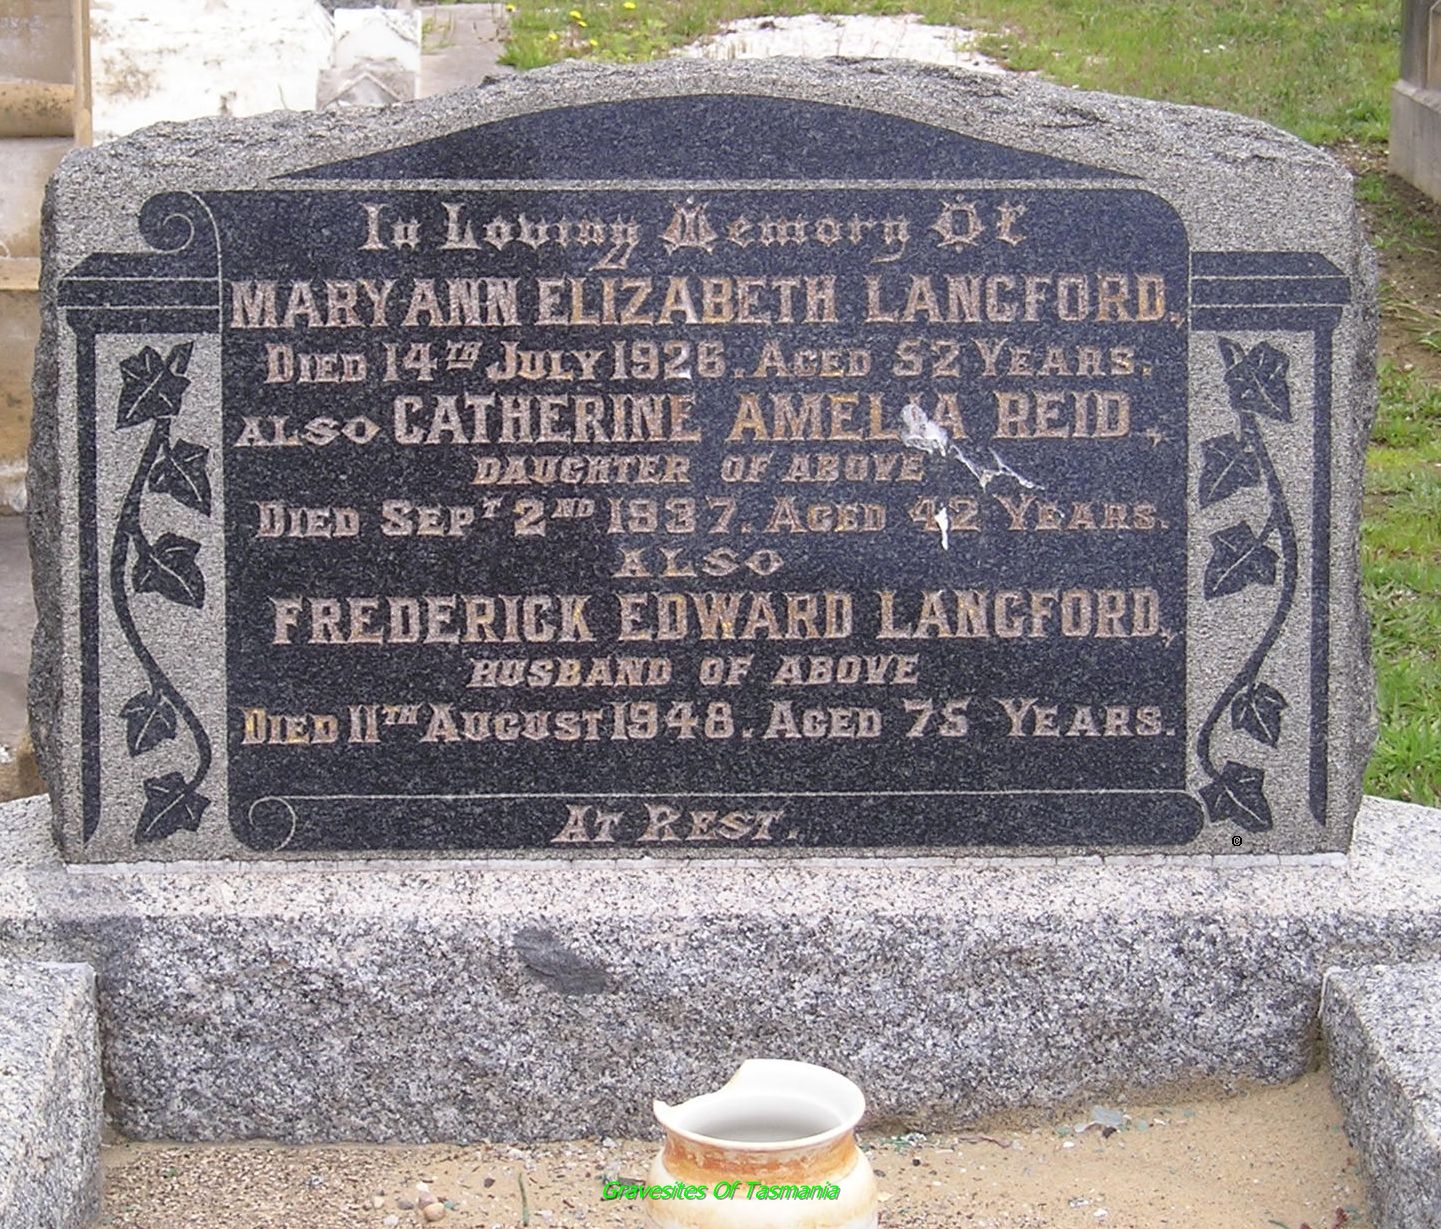 In Loving Memory Of
MARY ANN ELIZABETH LANGFORD.
DIED 14TH JULY 1926. AGED 52 YEARS.
ALSO CATHERINE AMELIA REID.
DAUGHTER OF ABOVE
DIED SEPT 2ND 1937. AGED 42 YEARS.
ALSO
FREDERICK EDWARD LANGFORD,
HUSBAND OF ABOVE
DIED 11TH AUGUST 1948. AGED 75 YEARS.
AT REST.
©
Gravesites Of Tasmania